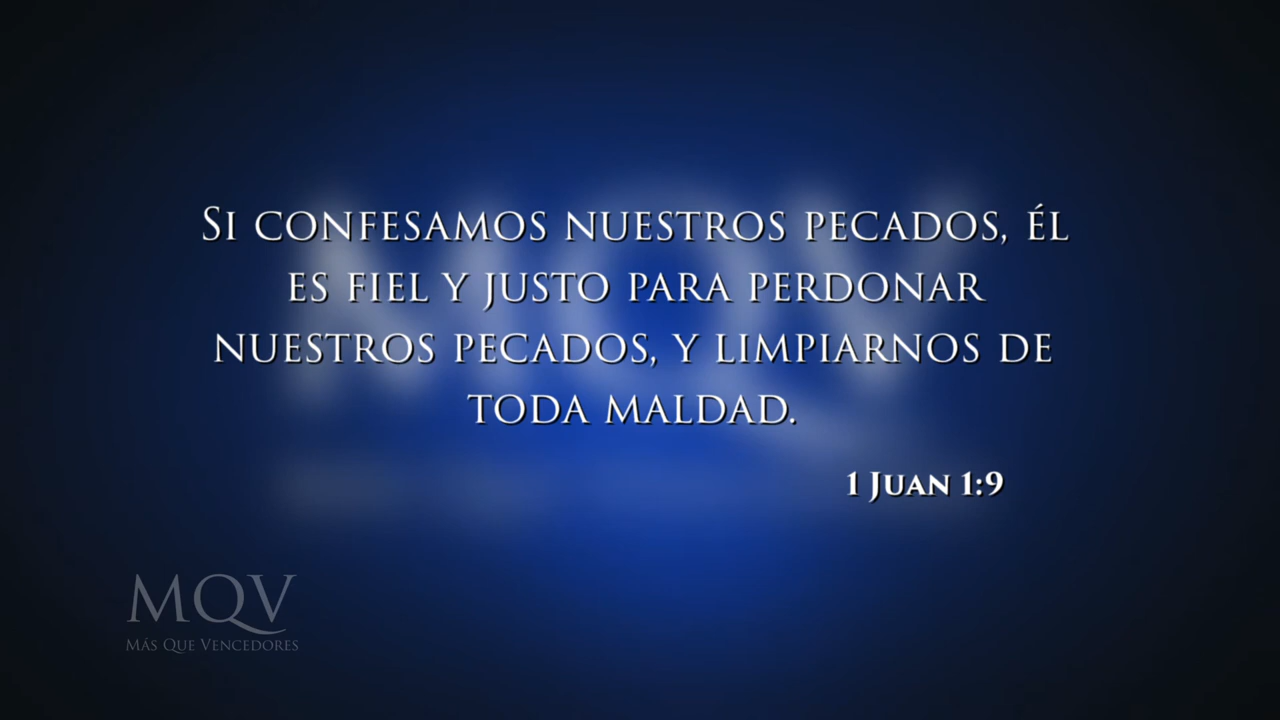 Si confesamos nuestros pecados, él
es fiel y justo para perdonar
nuestros pecados, y limpiarnos de
toda maldad.
1 Juan 1:9
MQV
Más Que Vencedores